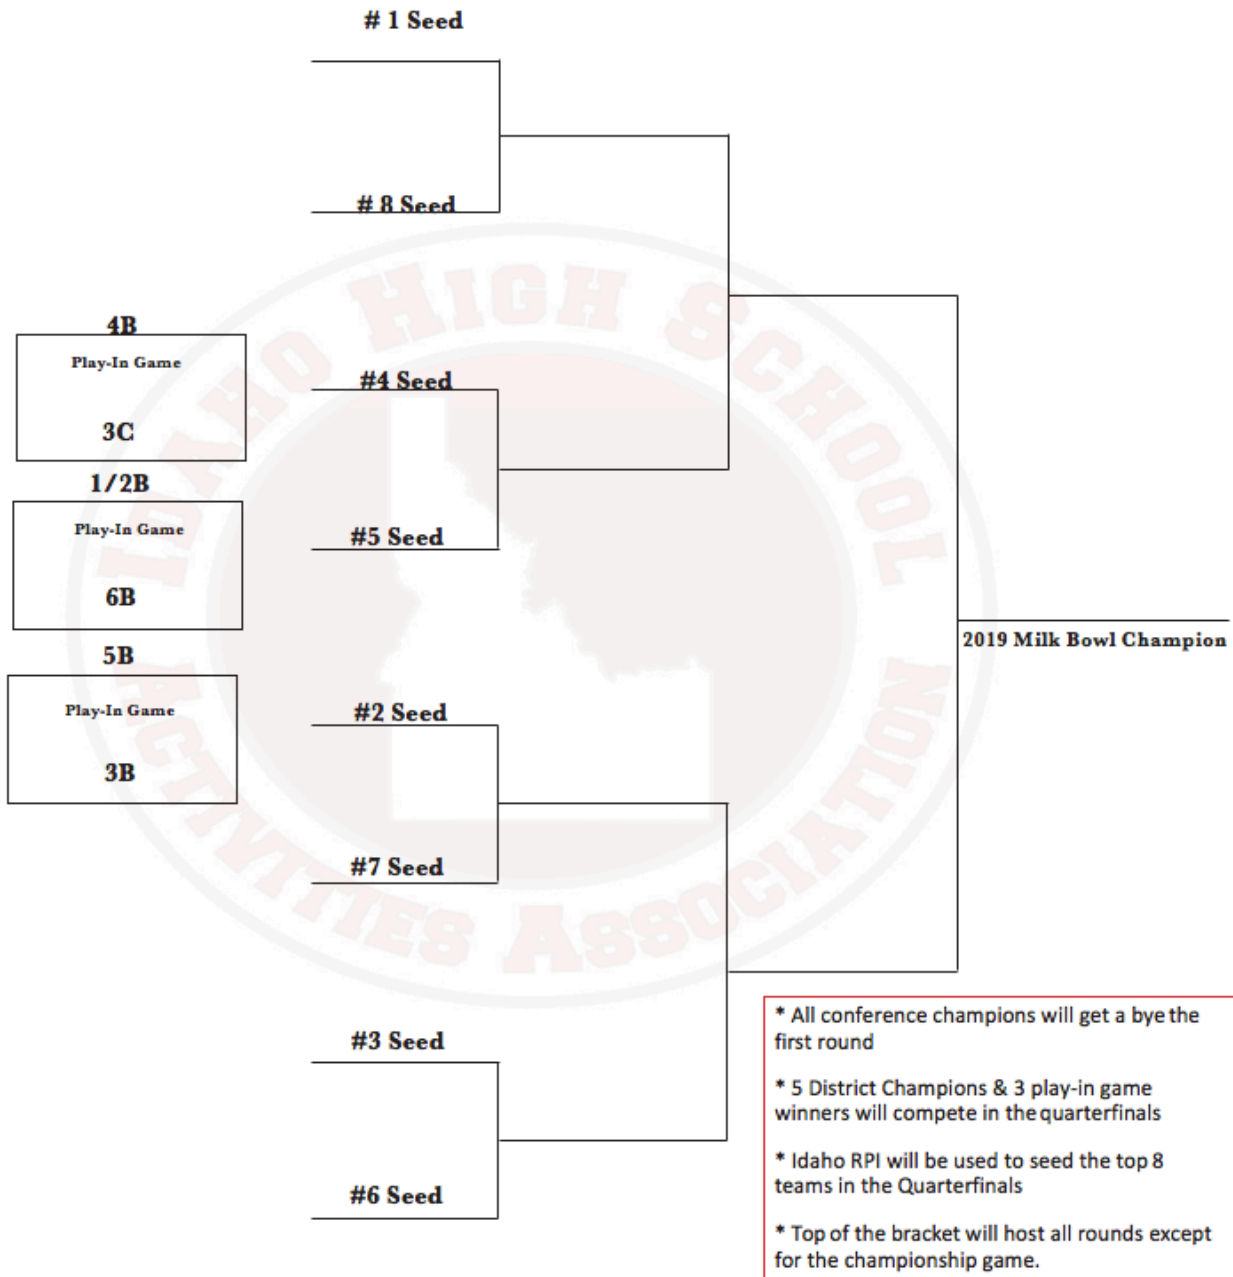 # 1 Seed
# 8 Seed
4B
Play-In Game
3C
1/2B
Play-In Game
6B
5B
Play-In Game
3B
#4 Seed
#5 Seed
#2 Seed
#7 Seed
#3 Seed
#6 Seed
2019 Milk Bowl Champion
IDAHO HIGH SCHOOL
ACTIVITIES ASSOCIATION
* All conference champions will get a bye the
first round
* 5 District Champions & 3 play-in game
winners will compete in the quarterfinals
* Idaho RPI will be used to seed the top 8
teams in the Quarterfinals
* Top of the bracket will host all rounds except
for the championship game.